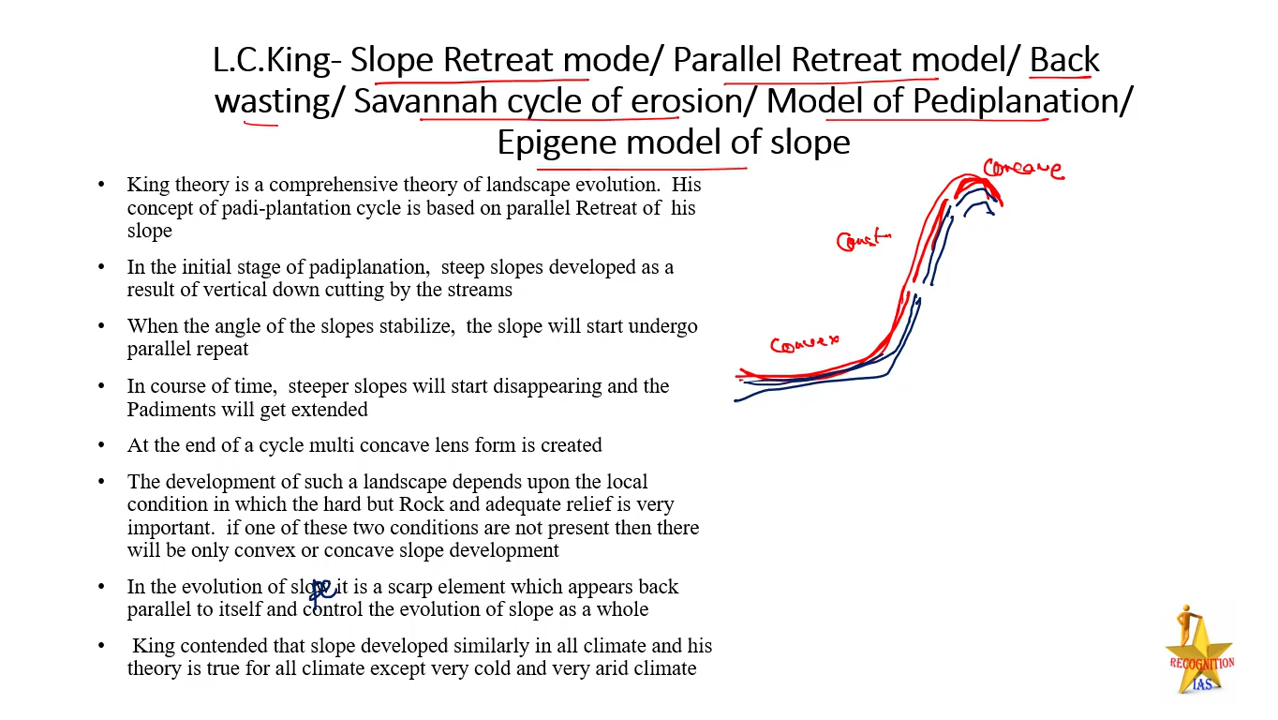 L.C.King- Slope Retreat mode/ Parallel Retreat model/ Back
wasting/ Savannah cycle of erosion/ Model of Pediplanation/
Epigene model of slope
• King theory is a comprehensive theory of landscape evolution. His
concept of padi-plantation cycle is based on parallel Retreat of his
slope
• In the initial stage of padiplanation, steep slopes developed as a
result of vertical down cutting by the streams
• When the angle of the slopes stabilize, the slope will start undergo
parallel repeat
• In course of time, steeper slopes will start disappearing and the
Padiments will get extended
• At the end of a cycle multi concave lens form is created
• The development of such a landscape depends upon the local
condition in which the hard but Rock and adequate relief is very
important. if one of these two conditions are not present then there
will be only convex or concave slope development
• In the evolution of slope it is a scarp element which appears back
parallel to itself and control the evolution of slope as a whole
• King contended that slope developed similarly in all climate and his
theory is true for all climate except very cold and very arid climate
concave
const
convex
RECOGNITION
IAS